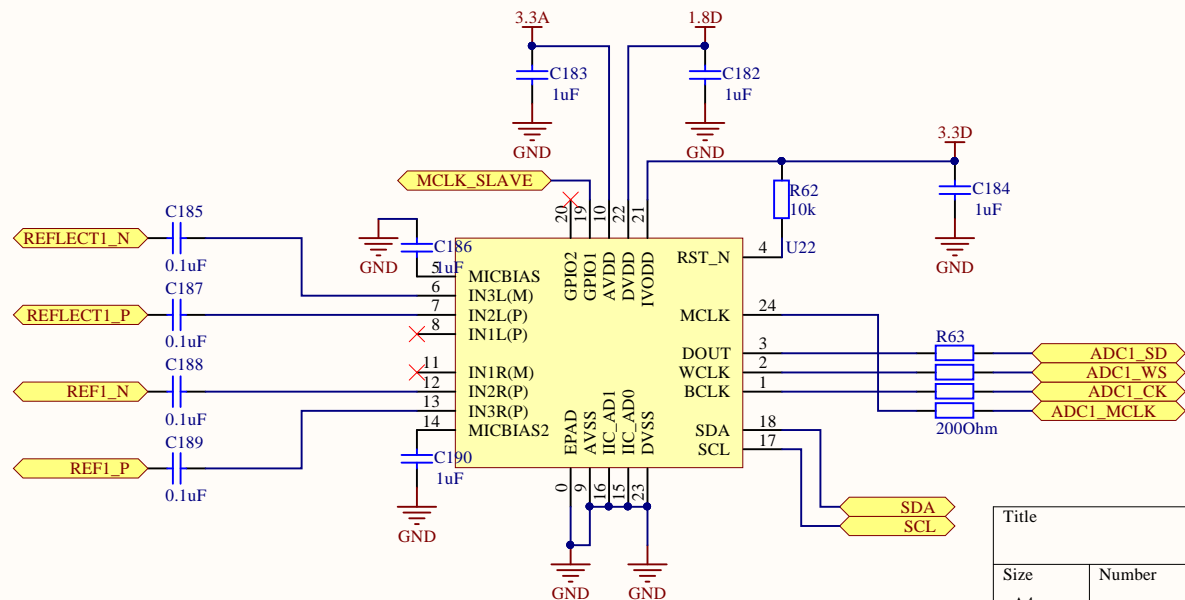 3.3A
1.8D
C183
1uF
C182
1uF
GND
GND
3.3D
MCLK_SLAVE
R62
10k
C184
1uF
GND
20
19
10
22
21
C185
REFLECT1_N
0.1uF
GND
C186
1uF
4
U22
GPIO2
GPIO1
AVDD
DVDD
IVODD
RST_N
5
MICBIAS
6
IN3L(M)
C187
REFLECT1_P
0.1uF
7
IN2L(P)
8
IN1L(P)
MCLK
24
R63
DOUT
3
ADC1_SD
C188
REF1_N
0.1uF
11
IN1R(M)
WCLK
2
ADC1_WS
12
IN2R(P)
BCLK
1
ADC1_CK
13
IN3R(P)
ADC1_MCLK
200Ohm
14
MICBIAS2
SDA
18
SCL
17
EPAD
AVSS
IIC_AD1
IIC_AD0
DVSS
C189
REF1_P
0.1uF
C190
1uF
GND
0
9
16
15
23
SDA
SCL
GND
GND
Title
Size
Number